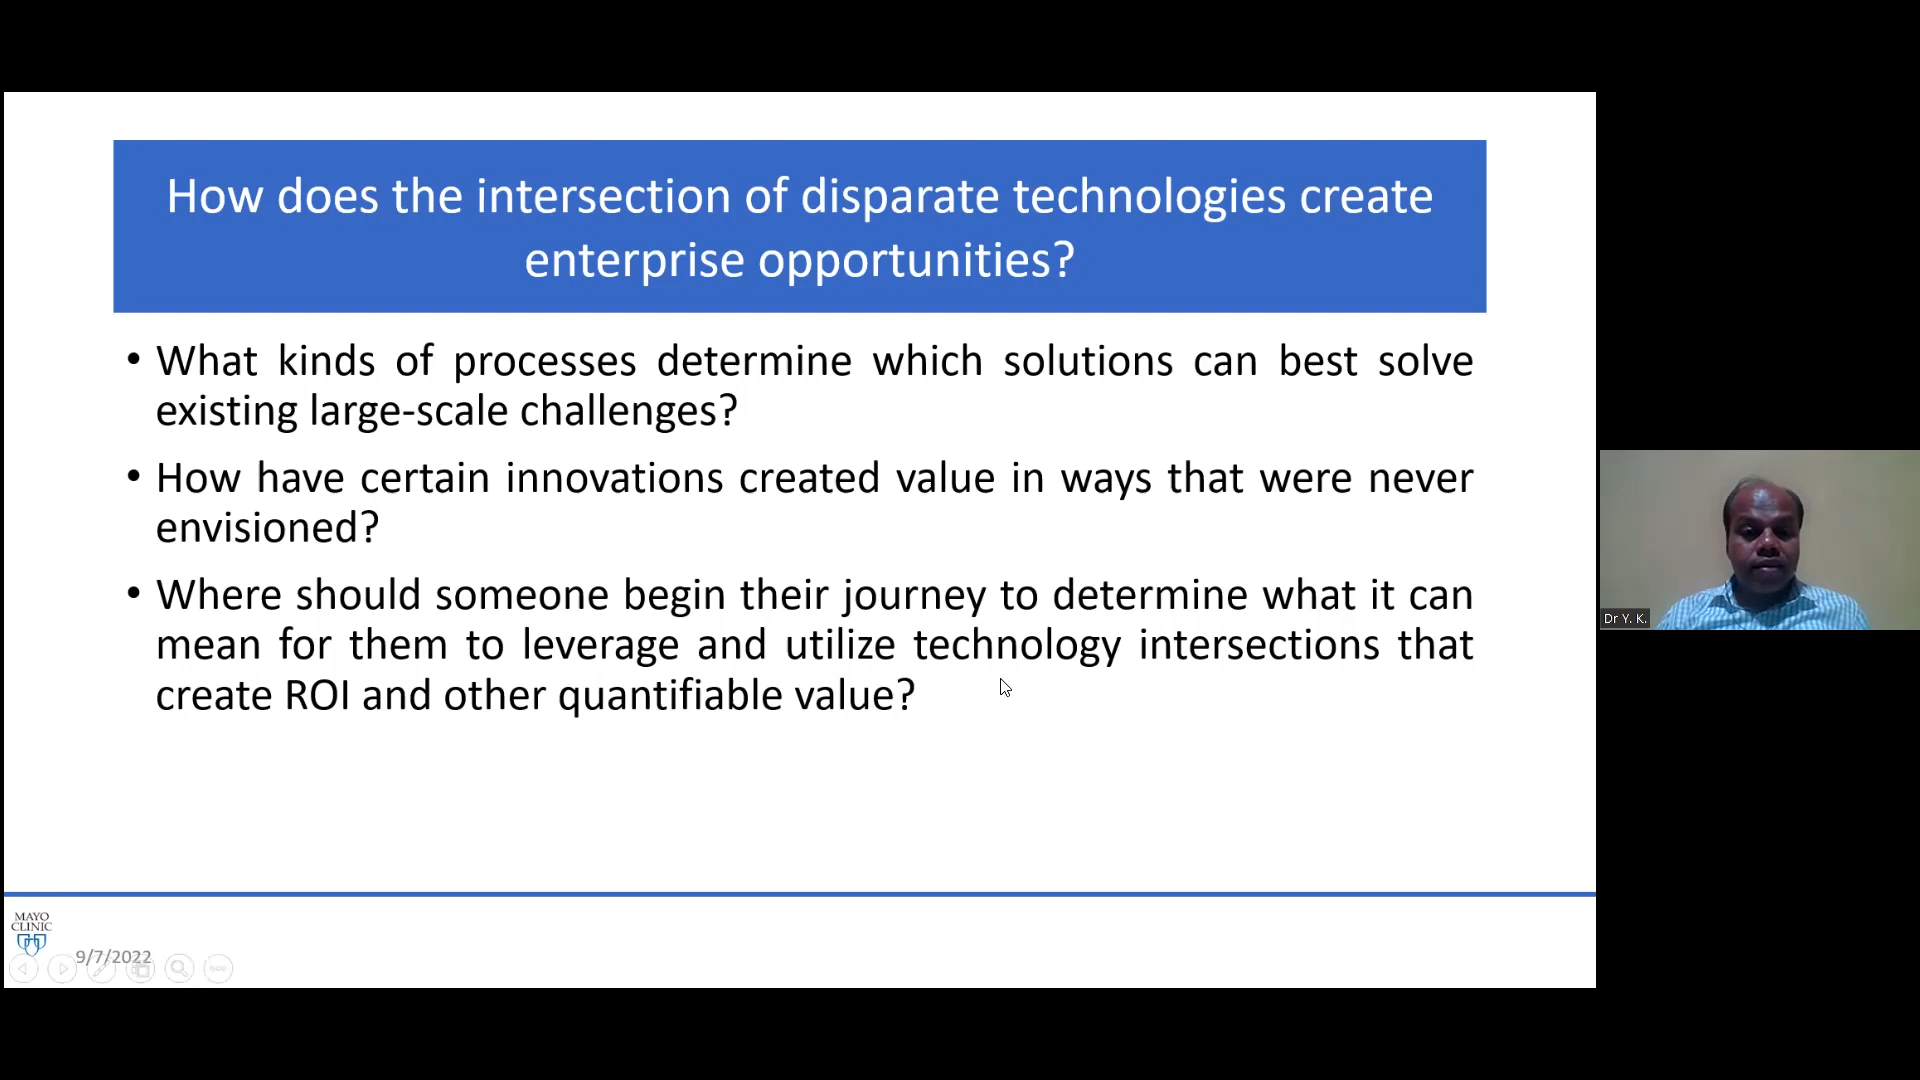 How does the intersection of disparate technologies create
enterprise opportunities?
• What kinds of processes determine which solutions can best solve
existing large-scale challenges?
• How have certain innovations created value in ways that were never
envisioned?
• Where should someone begin their journey to determine what it can
mean for them to leverage and utilize technology intersections that
create ROI and other quantifiable value?
Dr Y. K.
MAYO
CLINIC
9/7/2022